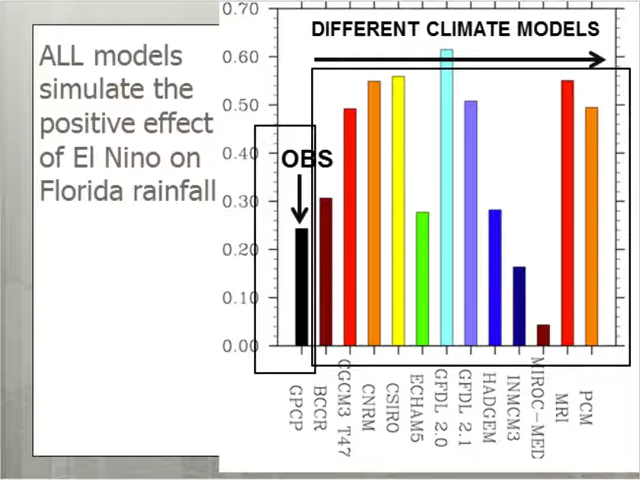 ALL models
simulate the
positive effect
of El Nino on
Florida rainfall
DIFFERENT CLIMATE MODELS
OBS
0.70
0.60
0.50
0.40
0.30
0.20
0.10
0.00
GPCP
BCCR
CGCM3 T47
CNRM
CSIRO
ECHAM5
GFDL 2.0
GFDL 2.1
HADGEM
INMCM3
MIROC-MED
MRI
PCM